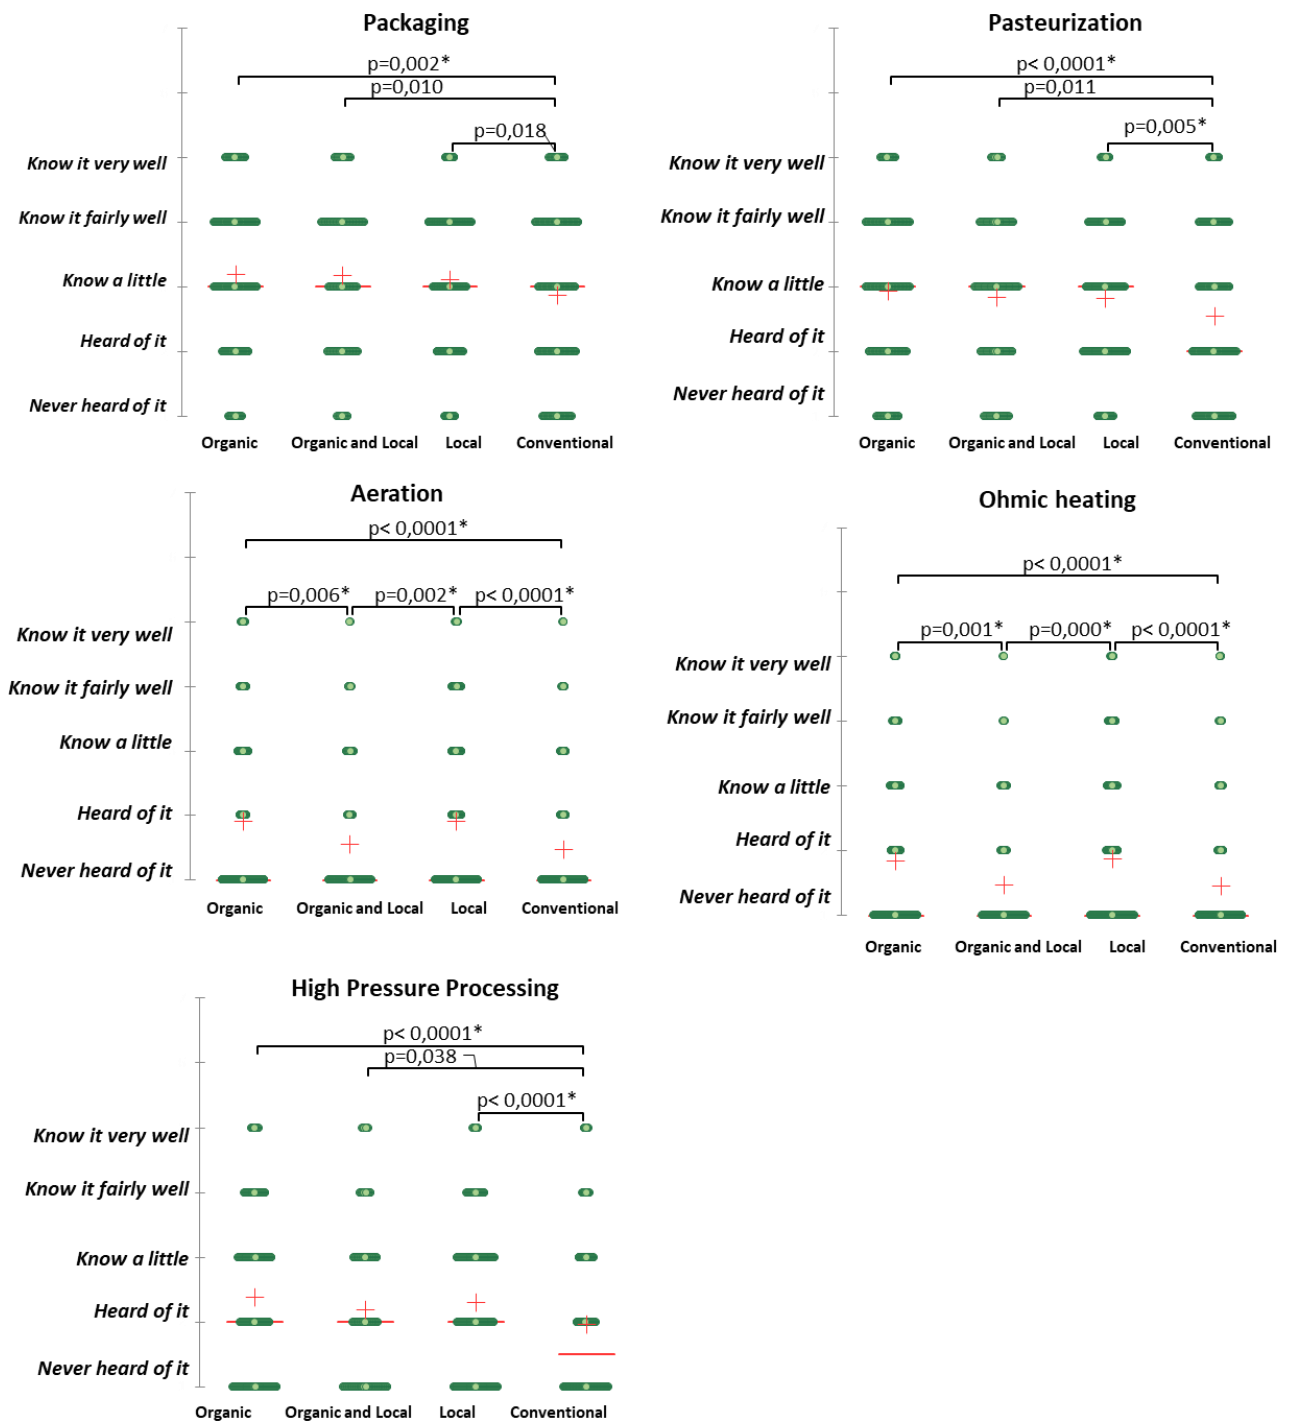 Packaging
p=0,002*
p=0,010
p=0,018
Know it very well
Know it fairly well
Know a little
Heard of it
Never heard of it
Organic
Organic and Local
Local
Conventional
Pasteurization
p< 0,0001*
p=0,011
p=0,005*
Know it very well
Know it fairly well
Know a little
Heard of it
Never heard of it
Organic
Organic and Local
Local
Conventional
Aeration
p< 0,0001*
p=0,006*
p=0,002*
p< 0,0001*
Know it very well
Know it fairly well
Know a little
Heard of it
Never heard of it
Organic
Organic and Local
Local
Conventional
Ohmic heating
p< 0,0001*
p=0,001*
p=0,000*
p< 0,0001*
Know it very well
Know it fairly well
Know a little
Heard of it
Never heard of it
Organic
Organic and Local
Local
Conventional
High Pressure Processing
p< 0,0001*
p=0,038
p< 0,0001*
Know it very well
Know it fairly well
Know a little
Heard of it
Never heard of it
Organic
Organic and Local
Local
Conventional